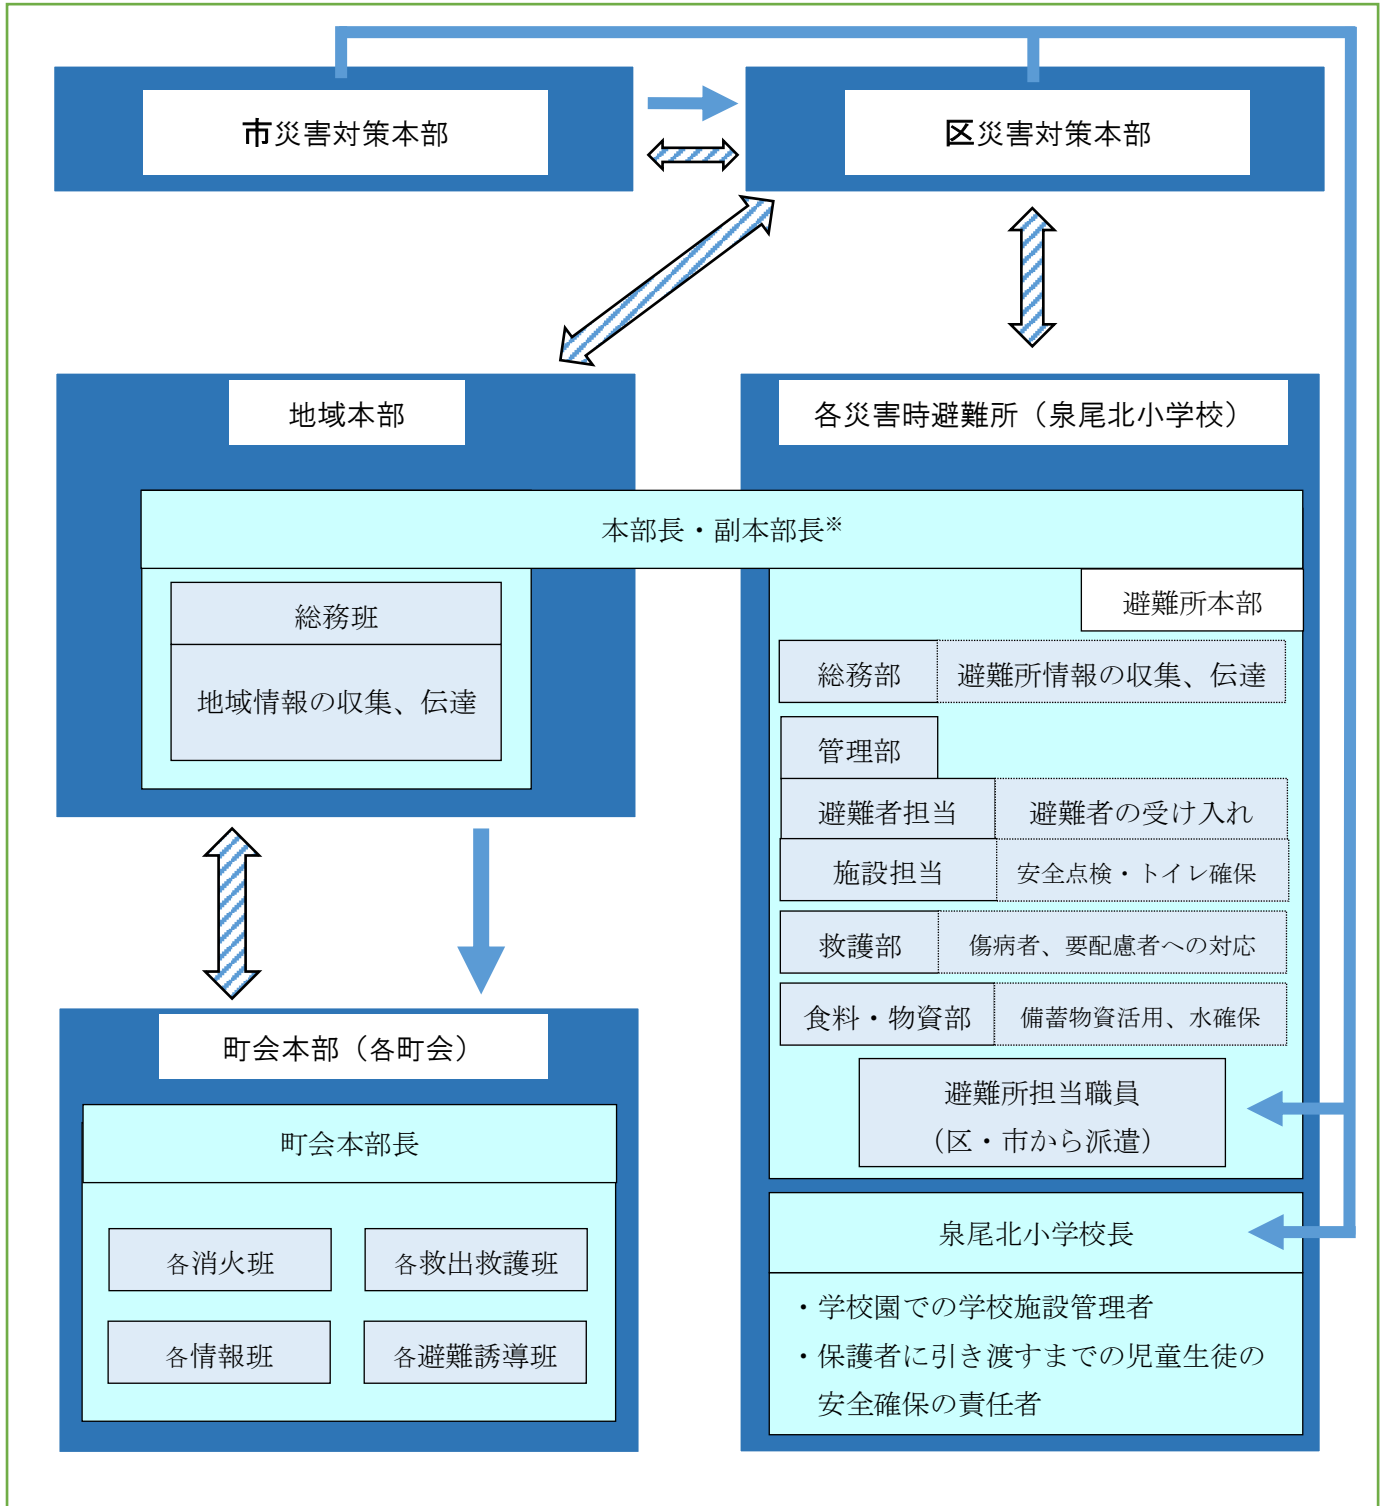 市災害対策本部
区災害対策本部
地域本部
各災害時避難所（泉尾北小学校）
本部長・副本部長※
総務班
地域情報の収集、伝達
避難所本部
総務部
避難所情報の収集、伝達
管理部
避難者担当
避難者の受け入れ
施設担当
安全点検・トイレ確保
救護部
傷病者、要配慮者への対応
食料・物資部
備蓄物資活用、水確保
避難所担当職員
（区・市から派遣）
町会本部（各町会）
町会本部長
各消火班
各救出救護班
各情報班
各避難誘導班
泉尾北小学校長
・学校園での学校施設管理者
・保護者に引き渡すまでの児童生徒の
安全確保の責任者